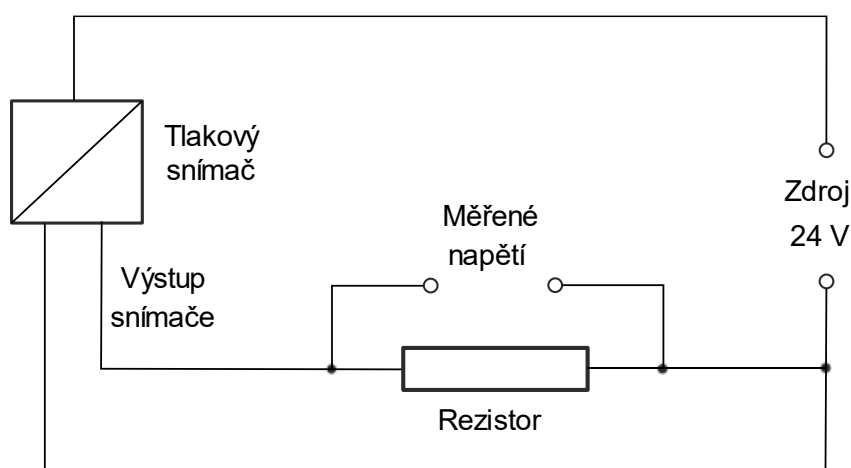 Tlakový
snímač
Zdroj
24 V
Měřené
napětí
Výstup
snímače
Rezistor